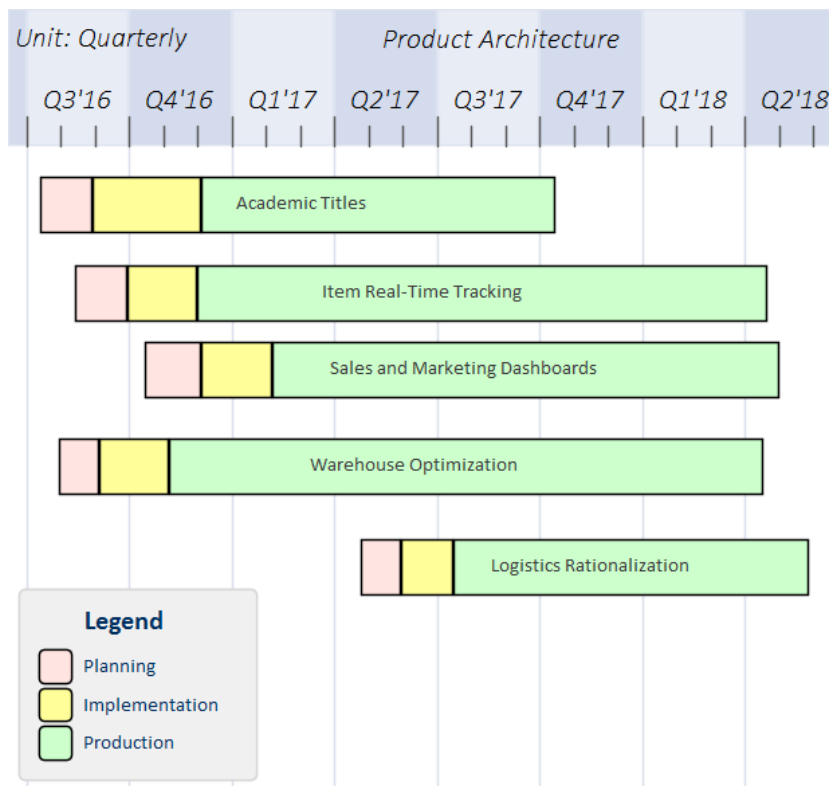 Unit: Quarterly
Product Architecture
Q3'16 Q4'16 Q1'17 Q2'17 Q3'17 Q4'17 Q1'18 Q2'18
Academic Titles
Item Real-Time Tracking
Sales and Marketing Dashboards
Warehouse Optimization
Logistics Rationalization
Legend
Planning
Implementation
Production